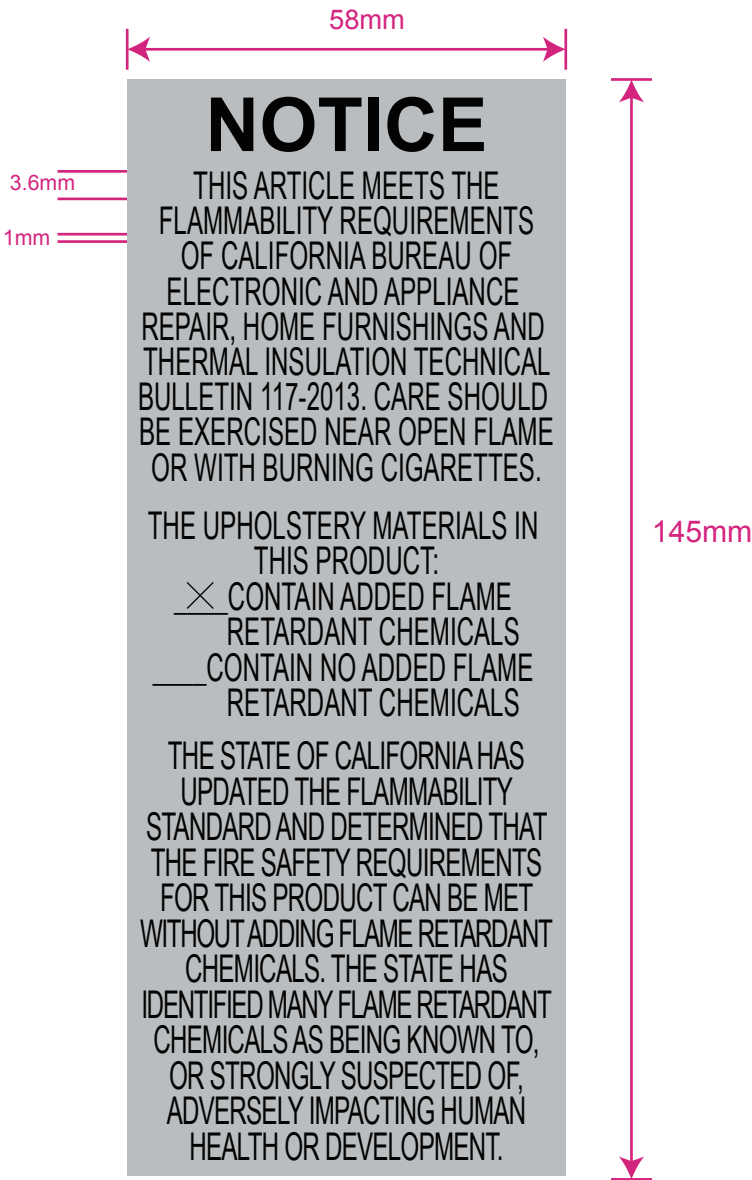 58mm
NOTICE
3.6mm
THIS ARTICLE MEETS THE
FLAMMABILITY REQUIREMENTS
1mm
OF CALIFORNIA BUREAU OF
ELECTRONIC AND APPLIANCE
REPAIR, HOME FURNISHINGS AND
THERMAL INSULATION TECHNICAL
BULLETIN 117-2013. CARE SHOULD
BE EXERCISED NEAR OPEN FLAME
OR WITH BURNING CIGARETTES.
THE UPHOLSTERY MATERIALS IN
THIS PRODUCT:
_X_CONTAIN ADDED FLAME
RETARDANT CHEMICALS
___CONTAIN NO ADDED FLAME
RETARDANT CHEMICALS
THE STATE OF CALIFORNIA HAS
UPDATED THE FLAMMABILITY
STANDARD AND DETERMINED THAT
THE FIRE SAFETY REQUIREMENTS
FOR THIS PRODUCT CAN BE MET
WITHOUT ADDING FLAME RETARDANT
CHEMICALS. THE STATE HAS
IDENTIFIED MANY FLAME RETARDANT
CHEMICALS AS BEING KNOWN TO,
OR STRONGLY SUSPECTED OF,
ADVERSELY IMPACTING HUMAN
HEALTH OR DEVELOPMENT.
145mm